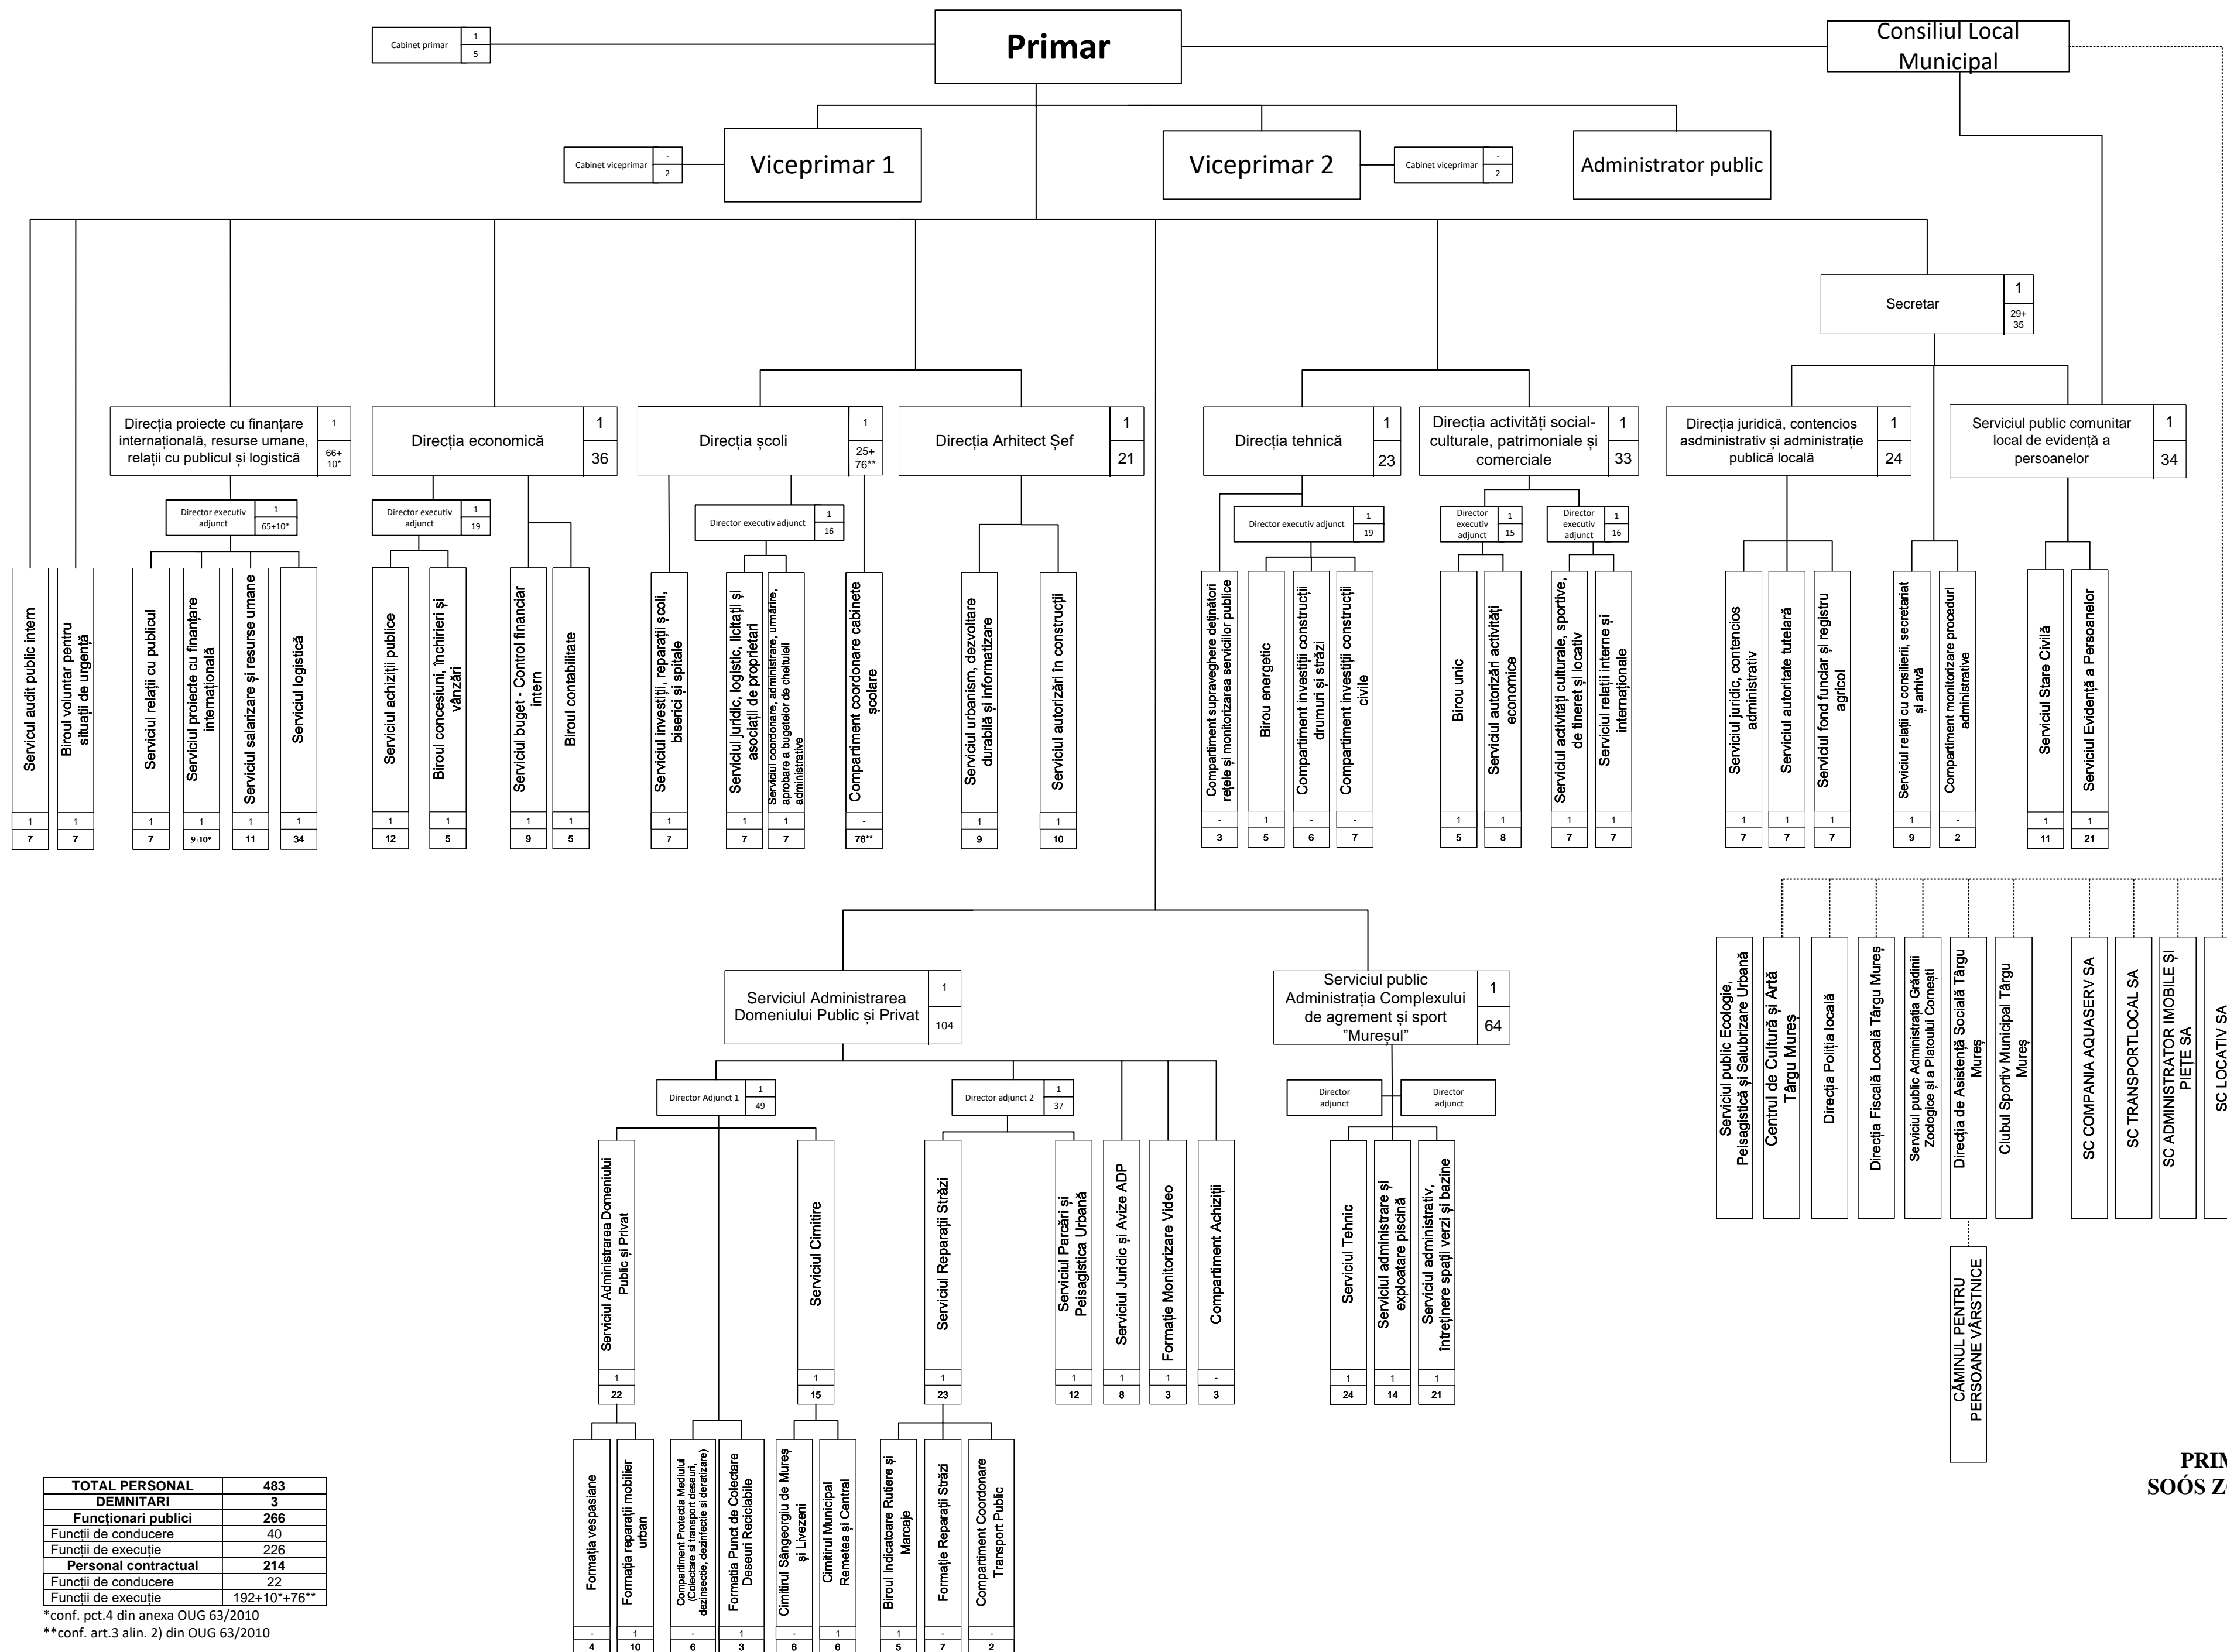 Cabinet primar
1
5
Primar
Consiliul Local
Municipal
Cabinet viceprimar
-
2
Viceprimar 1
Viceprimar 2
Cabinet viceprimar
-
2
Administrator public
Secretar
1
29+
35
Direcția proiecte cu finanțare
internațională, resurse umane,
relații cu publicul și logistică
1
66+
10*
Direcția economică
1
36
Direcția școli
1
25+
76**
Direcția Arhitect Șef
1
21
Direcția tehnică
1
23
Direcția activități social-
culturale, patrimoniale și
comerciale
1
33
Direcția juridică, contencios
asdministrativ și administrație
publică locală
1
24
Serviciul public comunitar
local de evidență a
persoanelor
1
34
Director executiv
adjunct
1
65+10*
Director executiv
adjunct
1
19
Director executiv adjunct
1
16
Director executiv adjunct
1
19
Director
executiv
adjunct
1
15
Director
executiv
adjunct
1
16
Servicul audit public intern
1
7
Biroul voluntar pentru
situații de urgență
1
7
Serviciul relații cu publicul
1
7
Serviciul proiecte cu finanțare
internațională
1
9+10*
Serviciul salarizare și resurse umane
1
11
Serviciul logistică
1
34
Serviciul achiziții publice
1
12
Biroul concesiuni, închirieri și
vânzări
1
5
Serviciul buget - Control financiar
intern
1
9
Biroul contabilitate
1
5
Serviciul investiții, reparații școli,
biserici și spitale
1
7
Serviciul juridic, logistic, licitații și
asociații de proprietari
1
7
Serviciul coordonare, administrare, umărire,
aprobare a bugetelor de cheltuieli
administrative
1
7
Compartiment coordonare cabinete
școlare
-
76**
Serviciul urbanism, dezvoltare
durabilă și informatizare
1
9
Serviciul autorizări în construcții
1
10
Compartiment supraveghere deținători
rețele și monitorizarea serviciilor publice
-
3
Birou energetic
1
5
Compartiment investiții construcții
drumuri și străzi
-
6
Compartiment investiții construcții
civile
-
7
Birou unic
1
5
Serviciul autorizări activități
economice
1
8
Serviciul activități culturale, sportive,
de tineret și locativ
1
7
Serviciul relații interne și
internaționale
1
7
Serviciul juridic, contencios
administrativ
1
7
Serviciul autoritate tutelară
1
7
Serviciul fond funciar și registru
agricol
1
7
Serviciul relații cu consilierii, secretariat
și arhivă
1
9
Compartiment monitorizare proceduri
administrative
-
2
Serviciul Stare Civilă
1
11
Serviciul Evidență a Persoanelor
1
21
Serviciul Administrarea
Domeniului Public și Privat
1
104
Serviciul public
Administrația Complexului
de agrement și sport
”Mureșul”
1
64
Serviciul public Ecologie,
Peisagistică și Salubrizare Urbană
Centrul de Cultură și Artă
Târgu Mureș
Direcția Poliția locală
Direcția Fiscală Locală Târgu Mureș
Serviciul public Administrația Grădinii
Zoologice și a Platoului Cornești
Direcția de Asistență Socială Târgu
Mureș
Clubul Sportiv Municipal Târgu
Mureș
SC COMPANIA AQUASERV SA
SC TRANSPORTLOCAL SA
SC ADMINISTRATOR IMOBILE ȘI
PIEȚE SA
SC LOCATIV SA
Director Adjunct 1
1
49
Director adjunct 2
1
37
Director
adjunct
Director
adjunct
Serviciul Administrarea Domeniului
Public și Privat
1
22
Serviciul Cimitire
1
15
Serviciul Reparații Străzi
1
23
Serviciul Parcări și
Peisagistica Urbană
1
12
Serviciul Juridic și Avize ADP
1
8
Formație Monitorizare Video
1
3
Compartiment Achiziții
-
3
Serviciul Tehnic
1
24
Serviciul administrare și
exploatare piscină
1
14
Serviciul administrativ,
întreținere spații verzi și bazine
1
21
CĂMINUL PENTRU
PERSOANE VÂRSTNICE
Formația vespasiane
-
4
Formația reparații mobilier
urban
1
10
Compartiment Protectia Mediului
(Colectare si transport deseuri,
dezinsectie, dezinfectie si deratizare)
-
6
Formatia Punct de Colectare
Deseuri Reciclabile
1
3
Cimitirul Sângeorgiu de Mureș
și Livezeni
-
6
Cimitirul Municipal
Remetea și Central
1
6
Biroul Indicatoare Rutiere și
Marcaje
1
5
Formație Reparații Străzi
-
7
Compartiment Coordonare
Transport Public
-
2
PRIM
SOÓS Z
TOTAL PERSONAL 483
DEMNITARI 3
Funcționari publici 266
Funcții de conducere 40
Funcții de execuție 226
Personal contractual 214
Funcții de conducere 22
Funcții de execuție 192+10*+76**
*conf. pct.4 din anexa OUG 63/2010
**conf. art.3 alin. 2) din OUG 63/2010